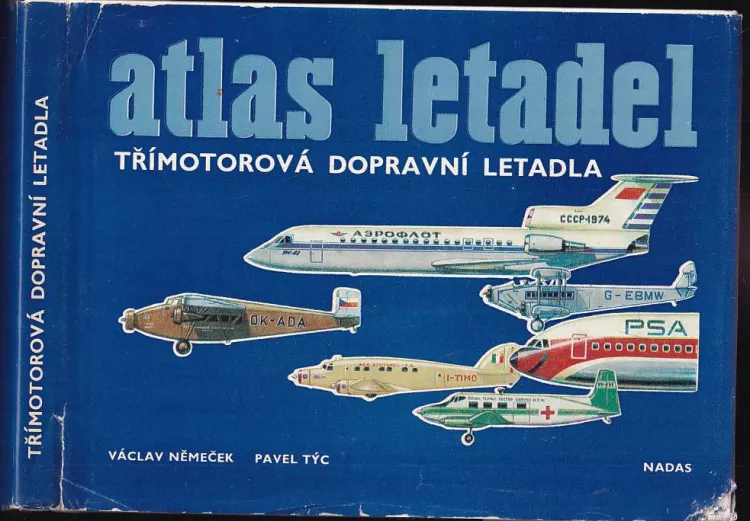 TŘÍMOTOROVÁ DOPRAVNÍ LETADLA
atlas letadel
TŘÍMOTOROVÁ DOPRAVNÍ LETADLA
СССР-1974
АЭРОФЛОТ
G-EBMW
OK-ADA
PSA
I-TIMO
VÁCLAV NĚMEČEK PAVEL TÝC
NADAS